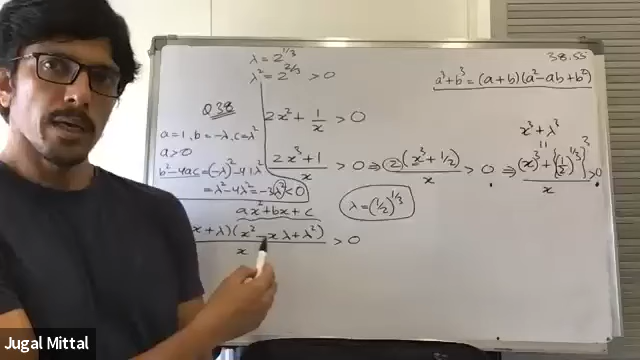 λ = 2^{1/3}
λ² = 2^{2/3} > 0
38.55
a³+b³ = (a+b)(a²-ab+b²)
Q38
2x² + 1/x > 0
a=1, b=-λ, c=λ²
a>0
b²-4ac = (-λ)²-4·1·λ²
= λ²-4λ² = -3λ² < 0
(2x³+1)/x > 0 ⇒ (2)(x³+1/2)/x > 0 ⇒ (x)³+{(1/2)^{1/3}}³/x > 0
x³+λ³
λ = (1/2)^{1/3}
ax²+bx+c
x+λ)(x²-xλ+λ²)/x > 0
Jugal Mittal